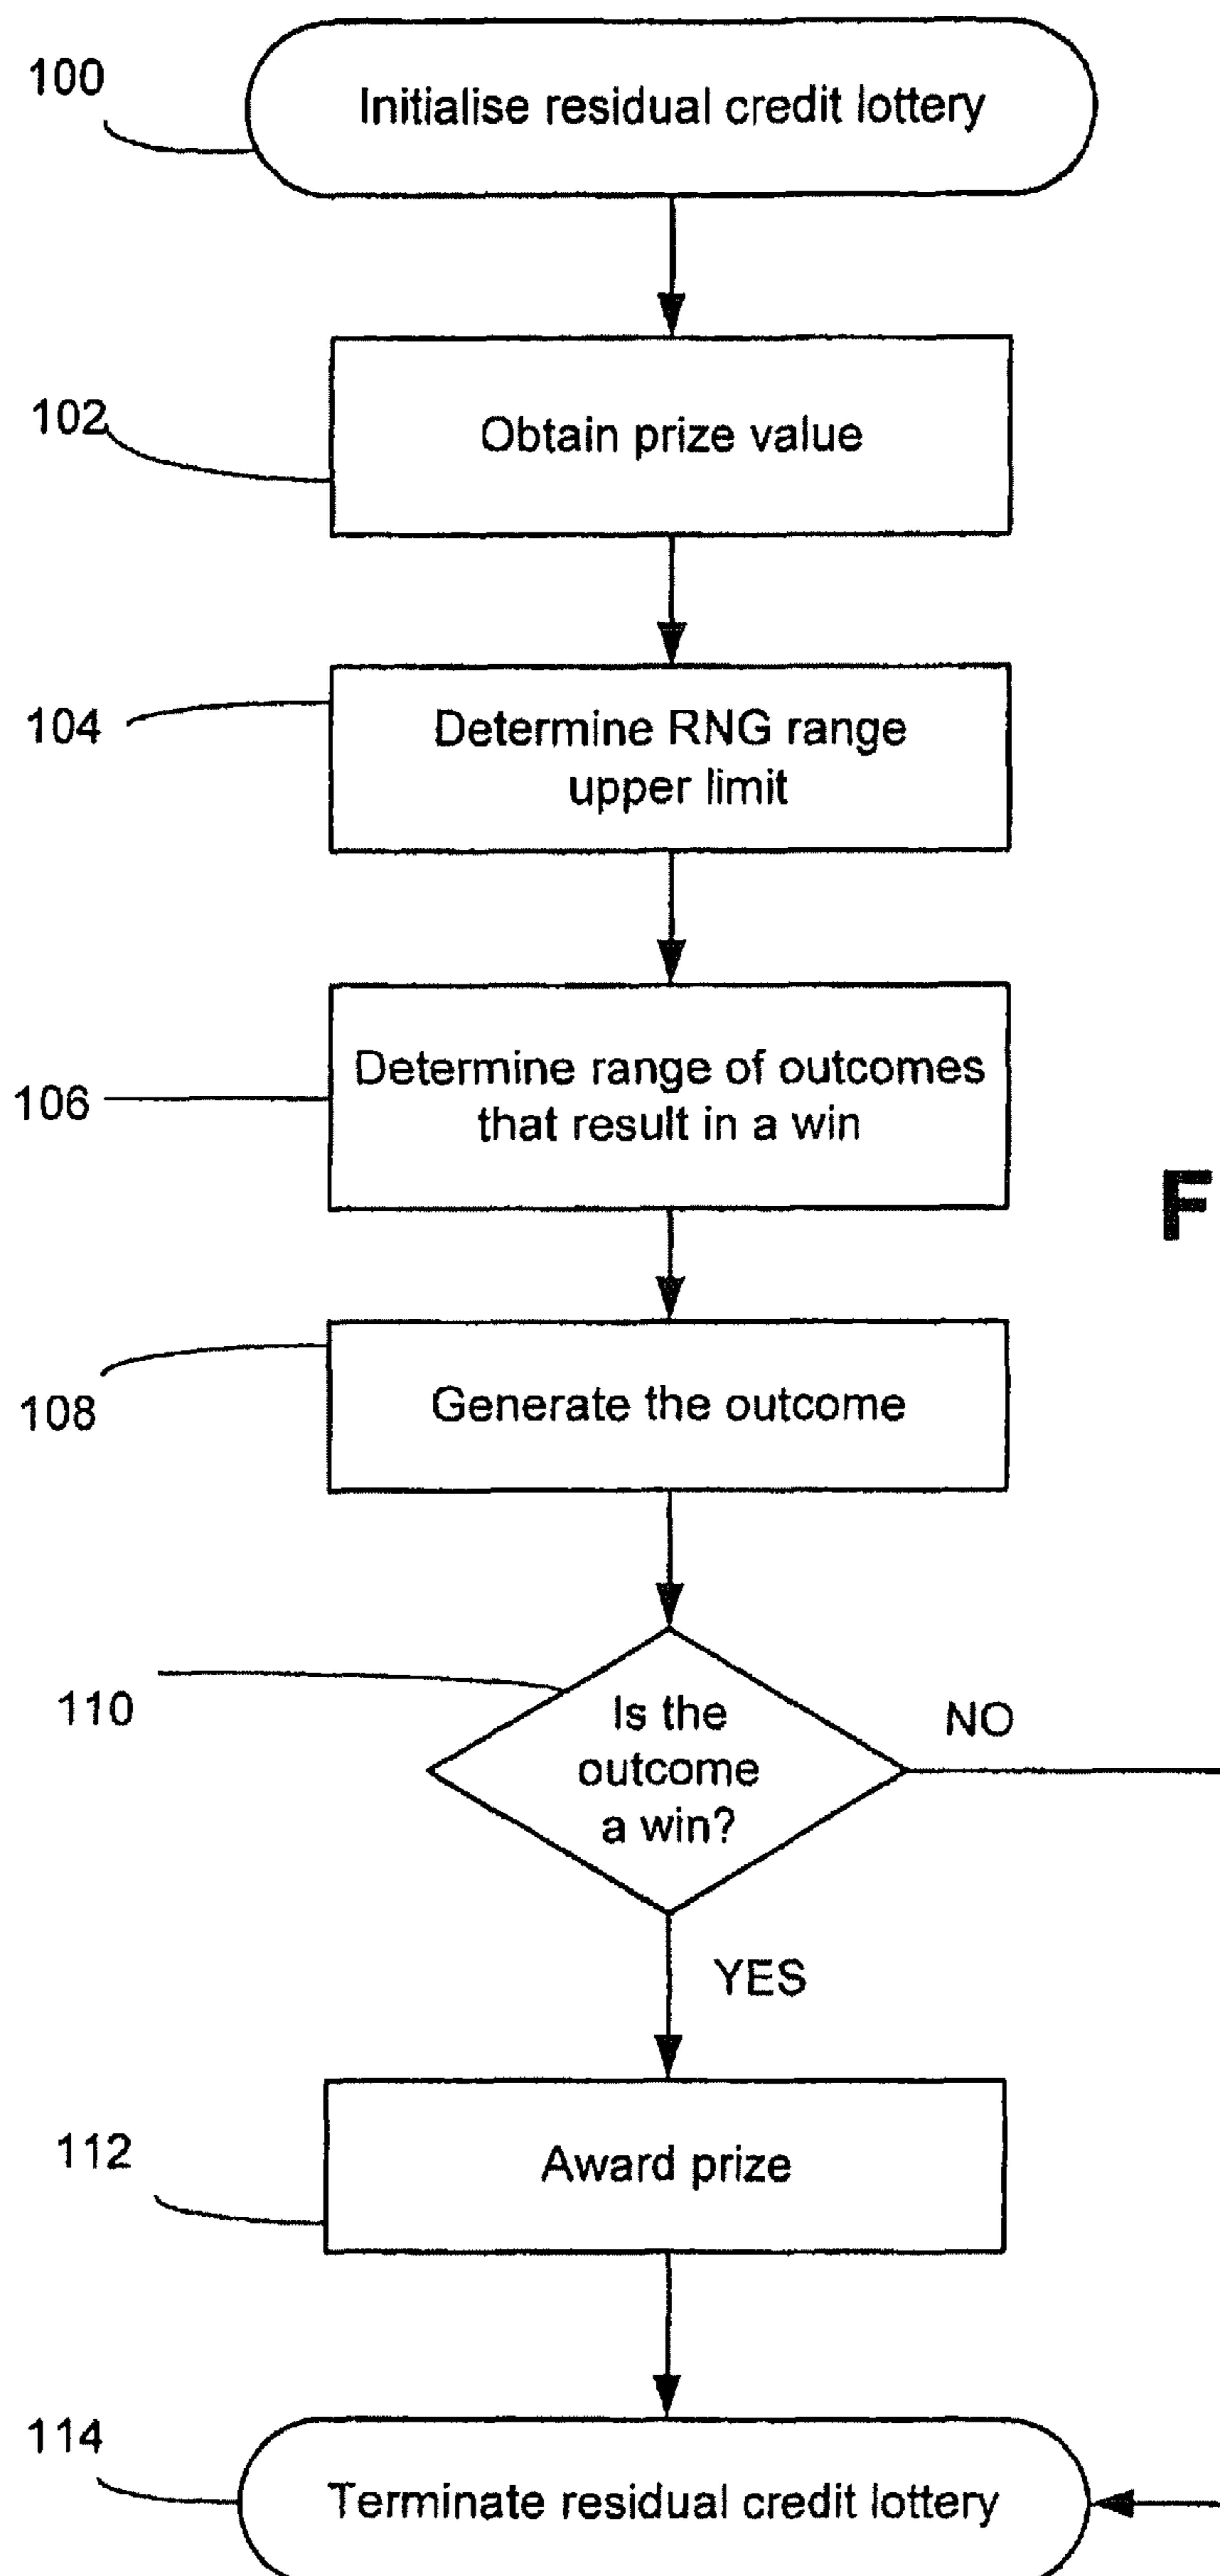 100
Initialise residual credit lottery
102
Obtain prize value
104
Determine RNG range
upper limit
106
Determine range of outcomes
that result in a win
F
108
Generate the outcome
110
Is the
outcome
a win?
NO
YES
112
Award prize
114
Terminate residual credit lottery